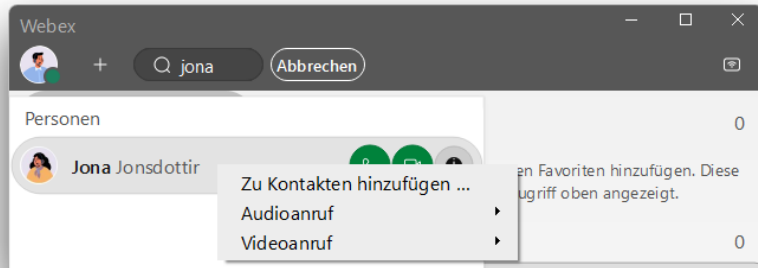 Webex
jona
Abbrechen
Personen
0
Jona Jonsdottir
en Favoriten hinzufügen. Diese
ugriff oben angezeigt.
Zu Kontakten hinzufügen ...
Audioanruf
Videoanruf
0